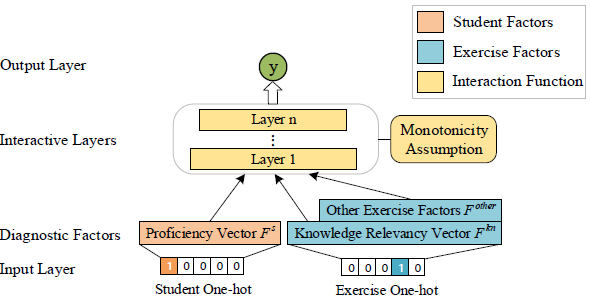 Student Factors
Exercise Factors
Interaction Function
Output Layer
y
Interactive Layers
Layer n
Layer 1
Monotonicity
Assumption
Other Exercise Factors F^other
Diagnostic Factors
Proficiency Vector F^s
Knowledge Relevancy Vector F^kn
Input Layer
1 0 0 0 0
0 0 0 1 0
Student One-hot
Exercise One-hot